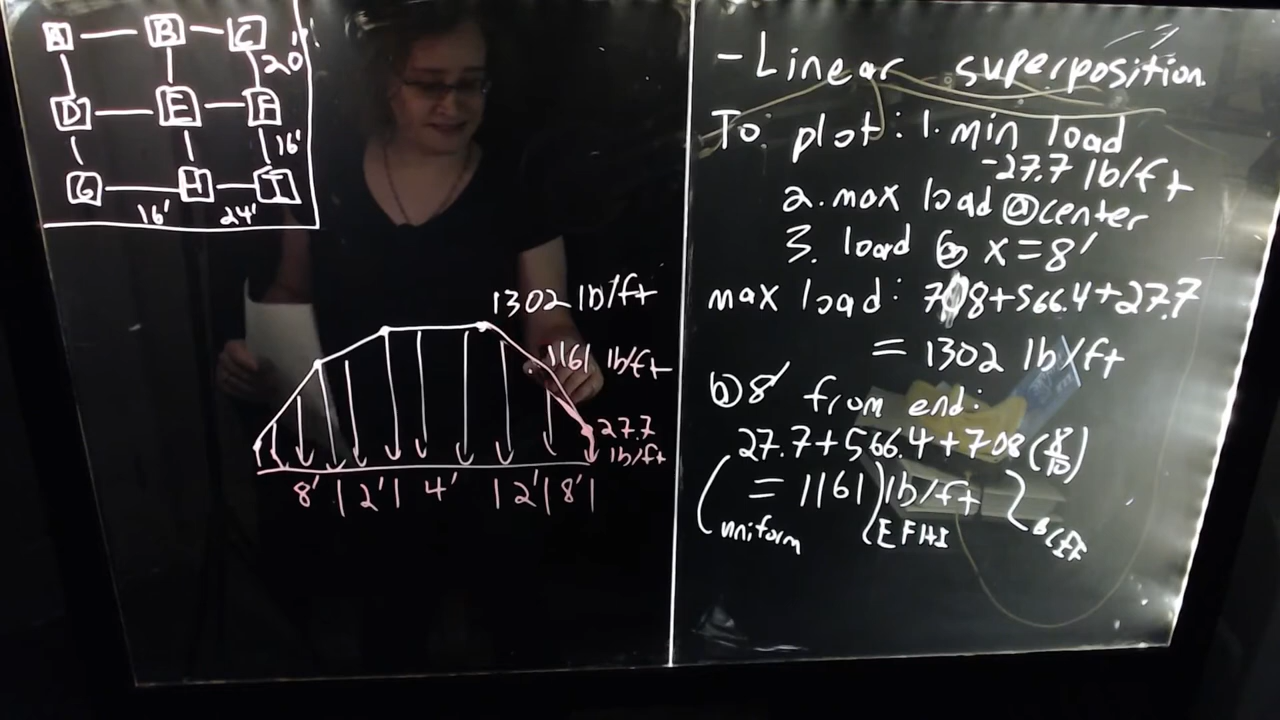 A B C
20'
D E F
16'
G H I
16' 24'
1302 lb/ft
1161 lb/ft
27.7
lb/ft
8' | 2' | 4' | 2' | 8' |
- Linear superposition
To plot: 1. min load
-27.7 lb/ft
2. max load @ center
3. load @ x=8'
max load: 708+566.4+27.7
= 1302 lb/ft
@ 8' from end:
27.7+566.4+708(8/10)
= 1161 lb/ft
uniform EFHI BCEF